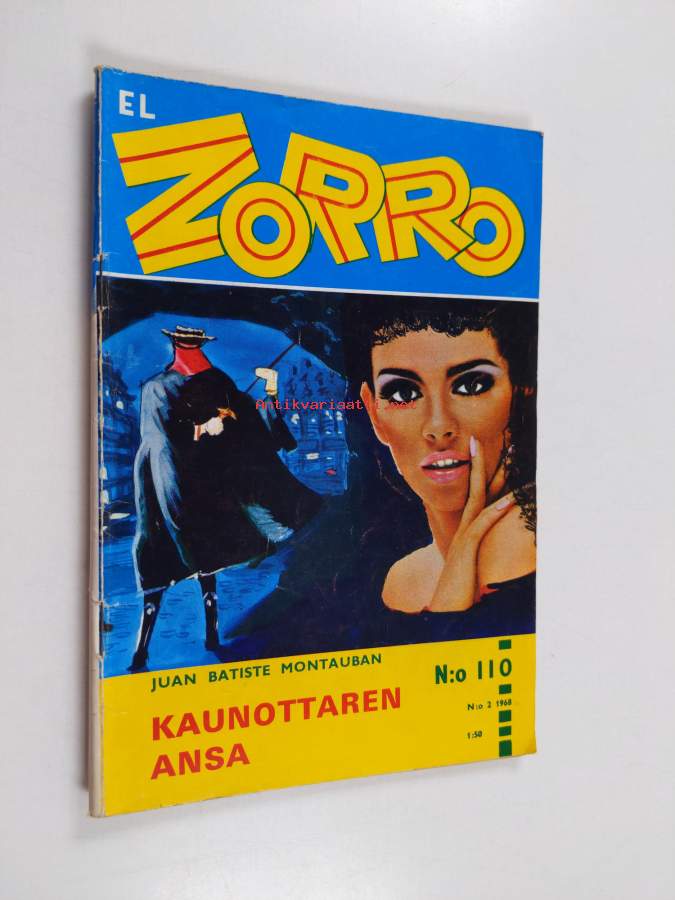 EL
ZORRO
Antikvariaatti.net
JUAN BATISTE MONTAUBAN
N:o 110
KAUNOTTAREN
ANSA
N:o 2 1968
1:50